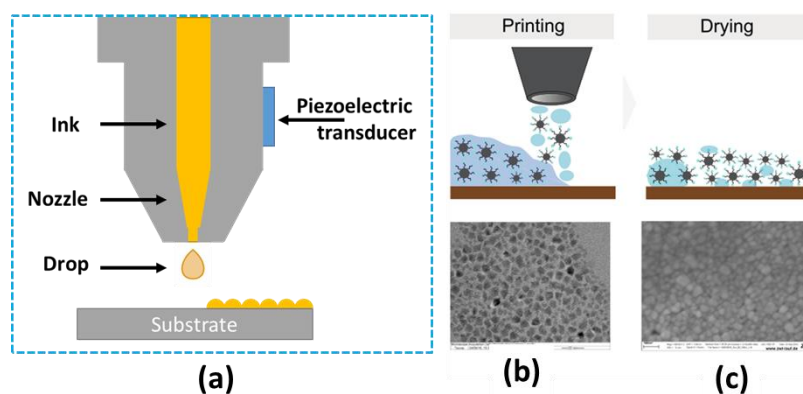 Ink
Piezoelectric
transducer
Nozzle
Drop
Substrate
(a)
Printing
Drying
(b)
(c)